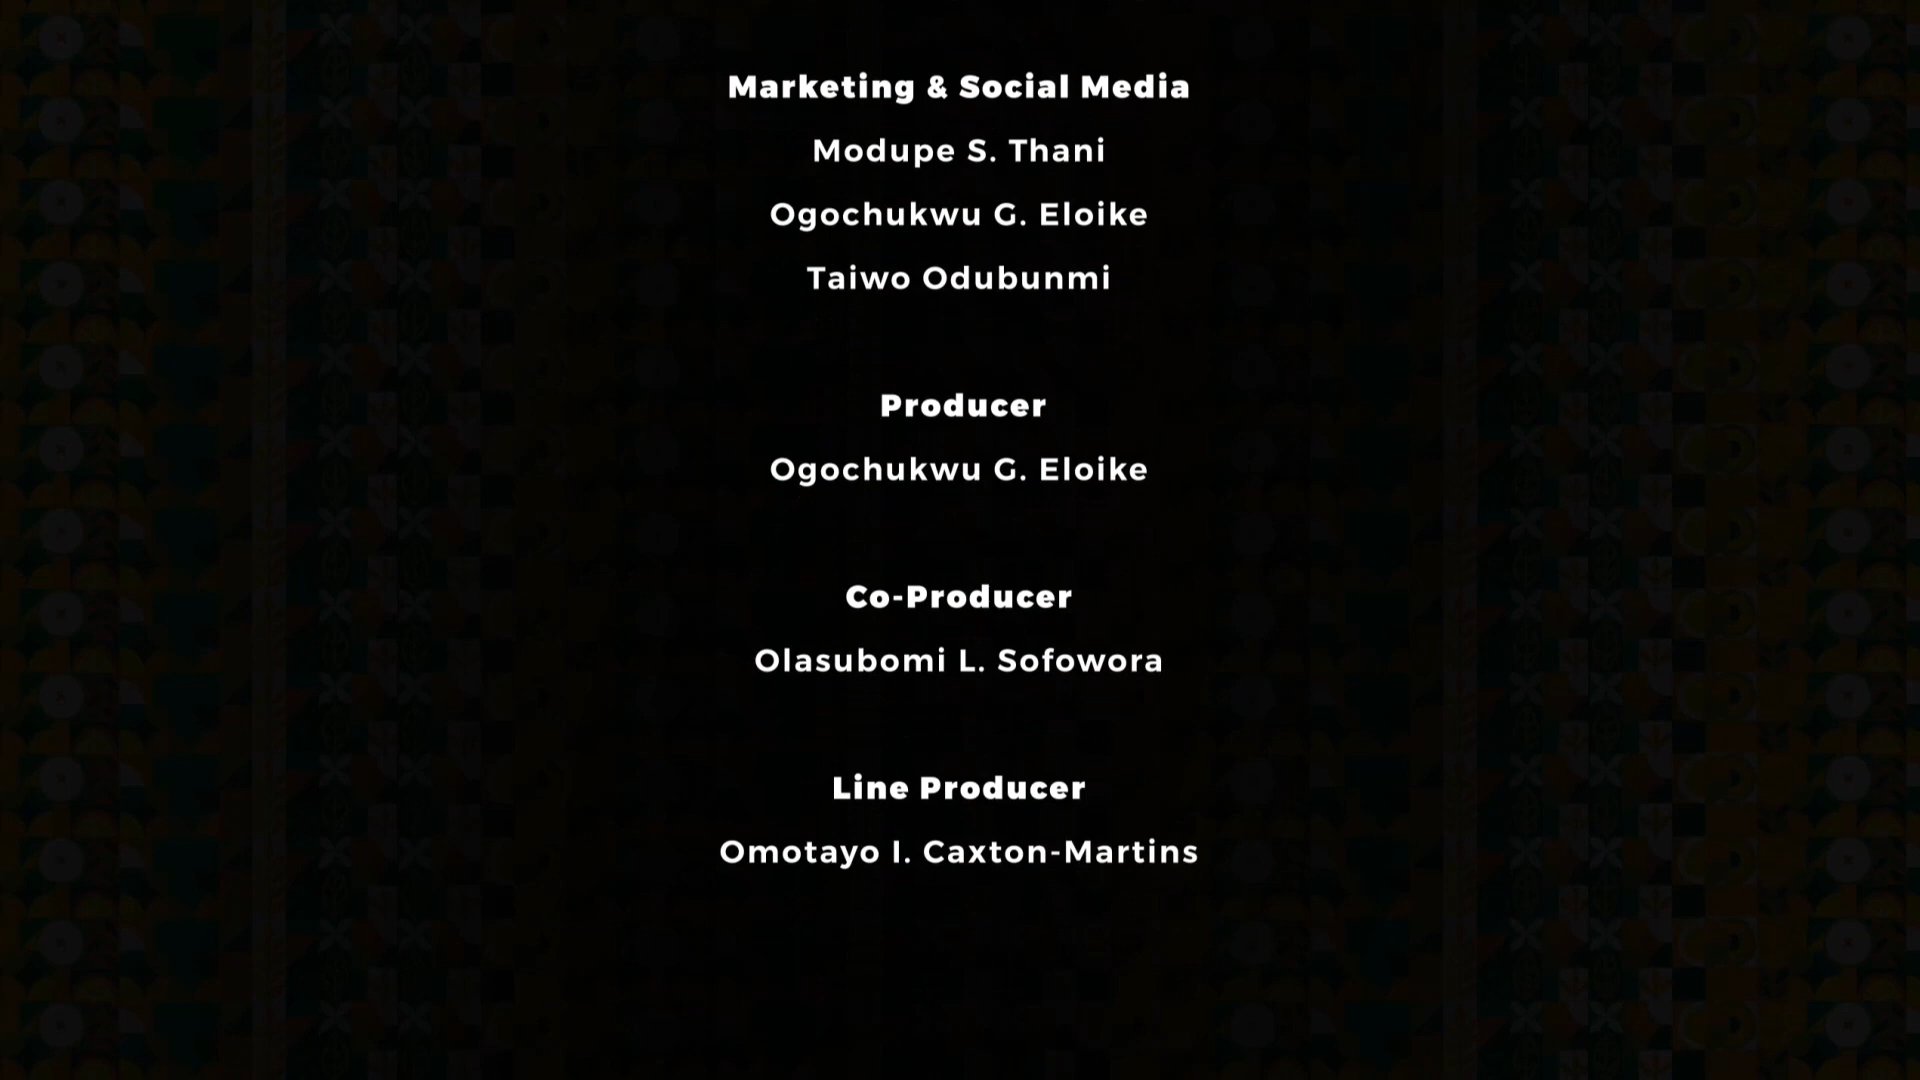 Marketing & Social Media
Modupe S. Thani
Ogochukwu G. Eloike
Taiwo Odubunmi
Producer
Ogochukwu G. Eloike
Co-Producer
Olasubomi L. Sofowora
Line Producer
Omotayo I. Caxton-Martins